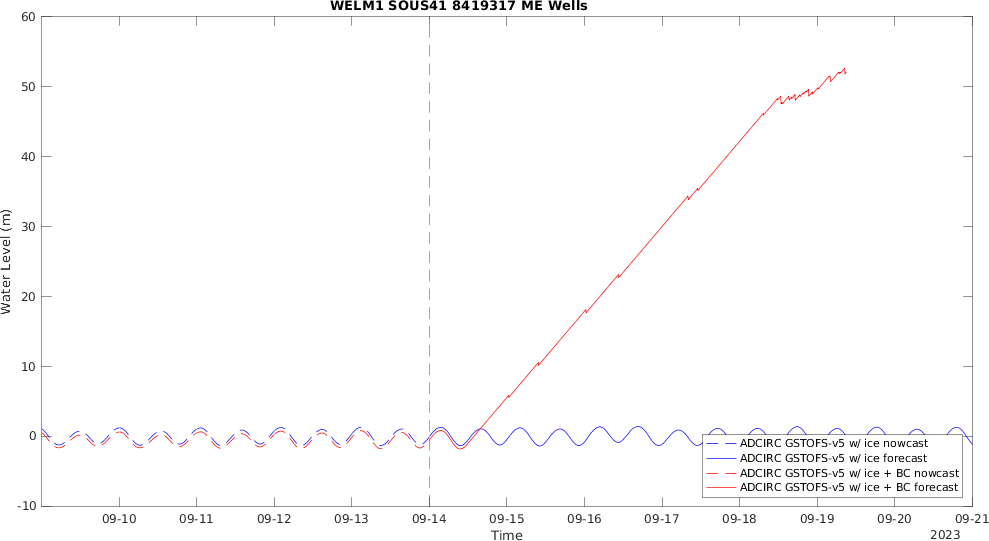 WELM1 SOUS41 8419317 ME Wells
60
50
40
30
20
10
0
-10
Water Level (m)
09-10 09-11 09-12 09-13 09-14 09-15 09-16 09-17 09-18 09-19 09-20 09-21
Time
2023
ADCIRC GSTOFS-v5 w/ ice nowcast
ADCIRC GSTOFS-v5 w/ ice forecast
ADCIRC GSTOFS-v5 w/ ice + BC nowcast
ADCIRC GSTOFS-v5 w/ ice + BC forecast